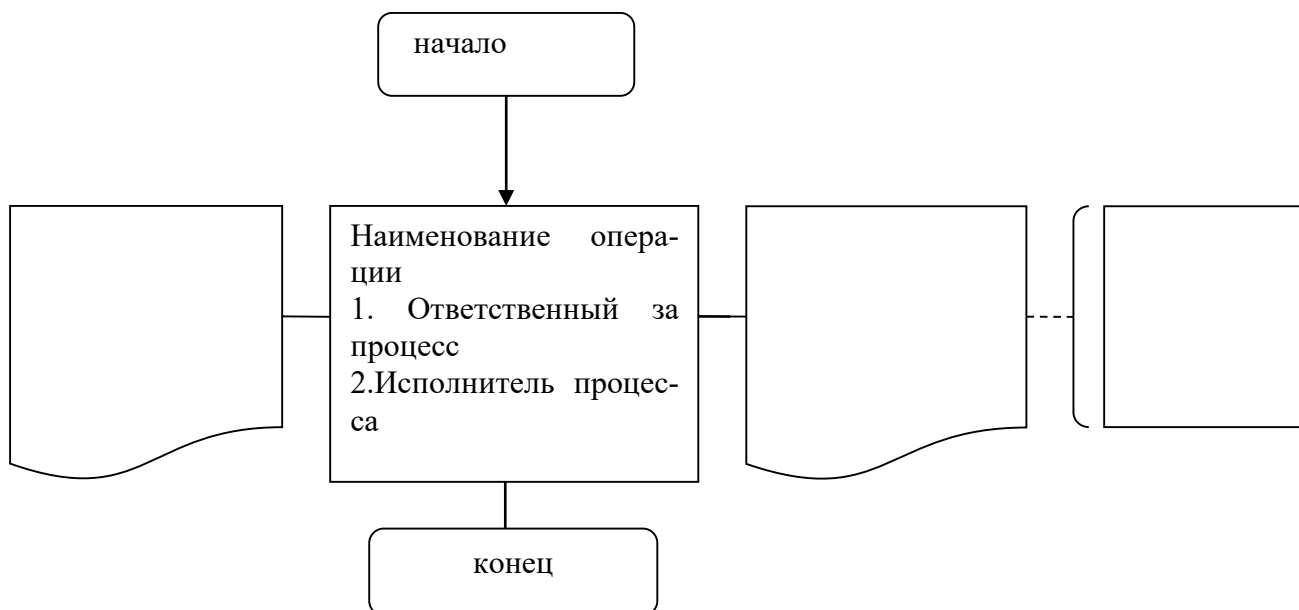 начало
Наименование опера-
ции
1. Ответственный за
процесс
2.Исполнитель процес-
са
конец